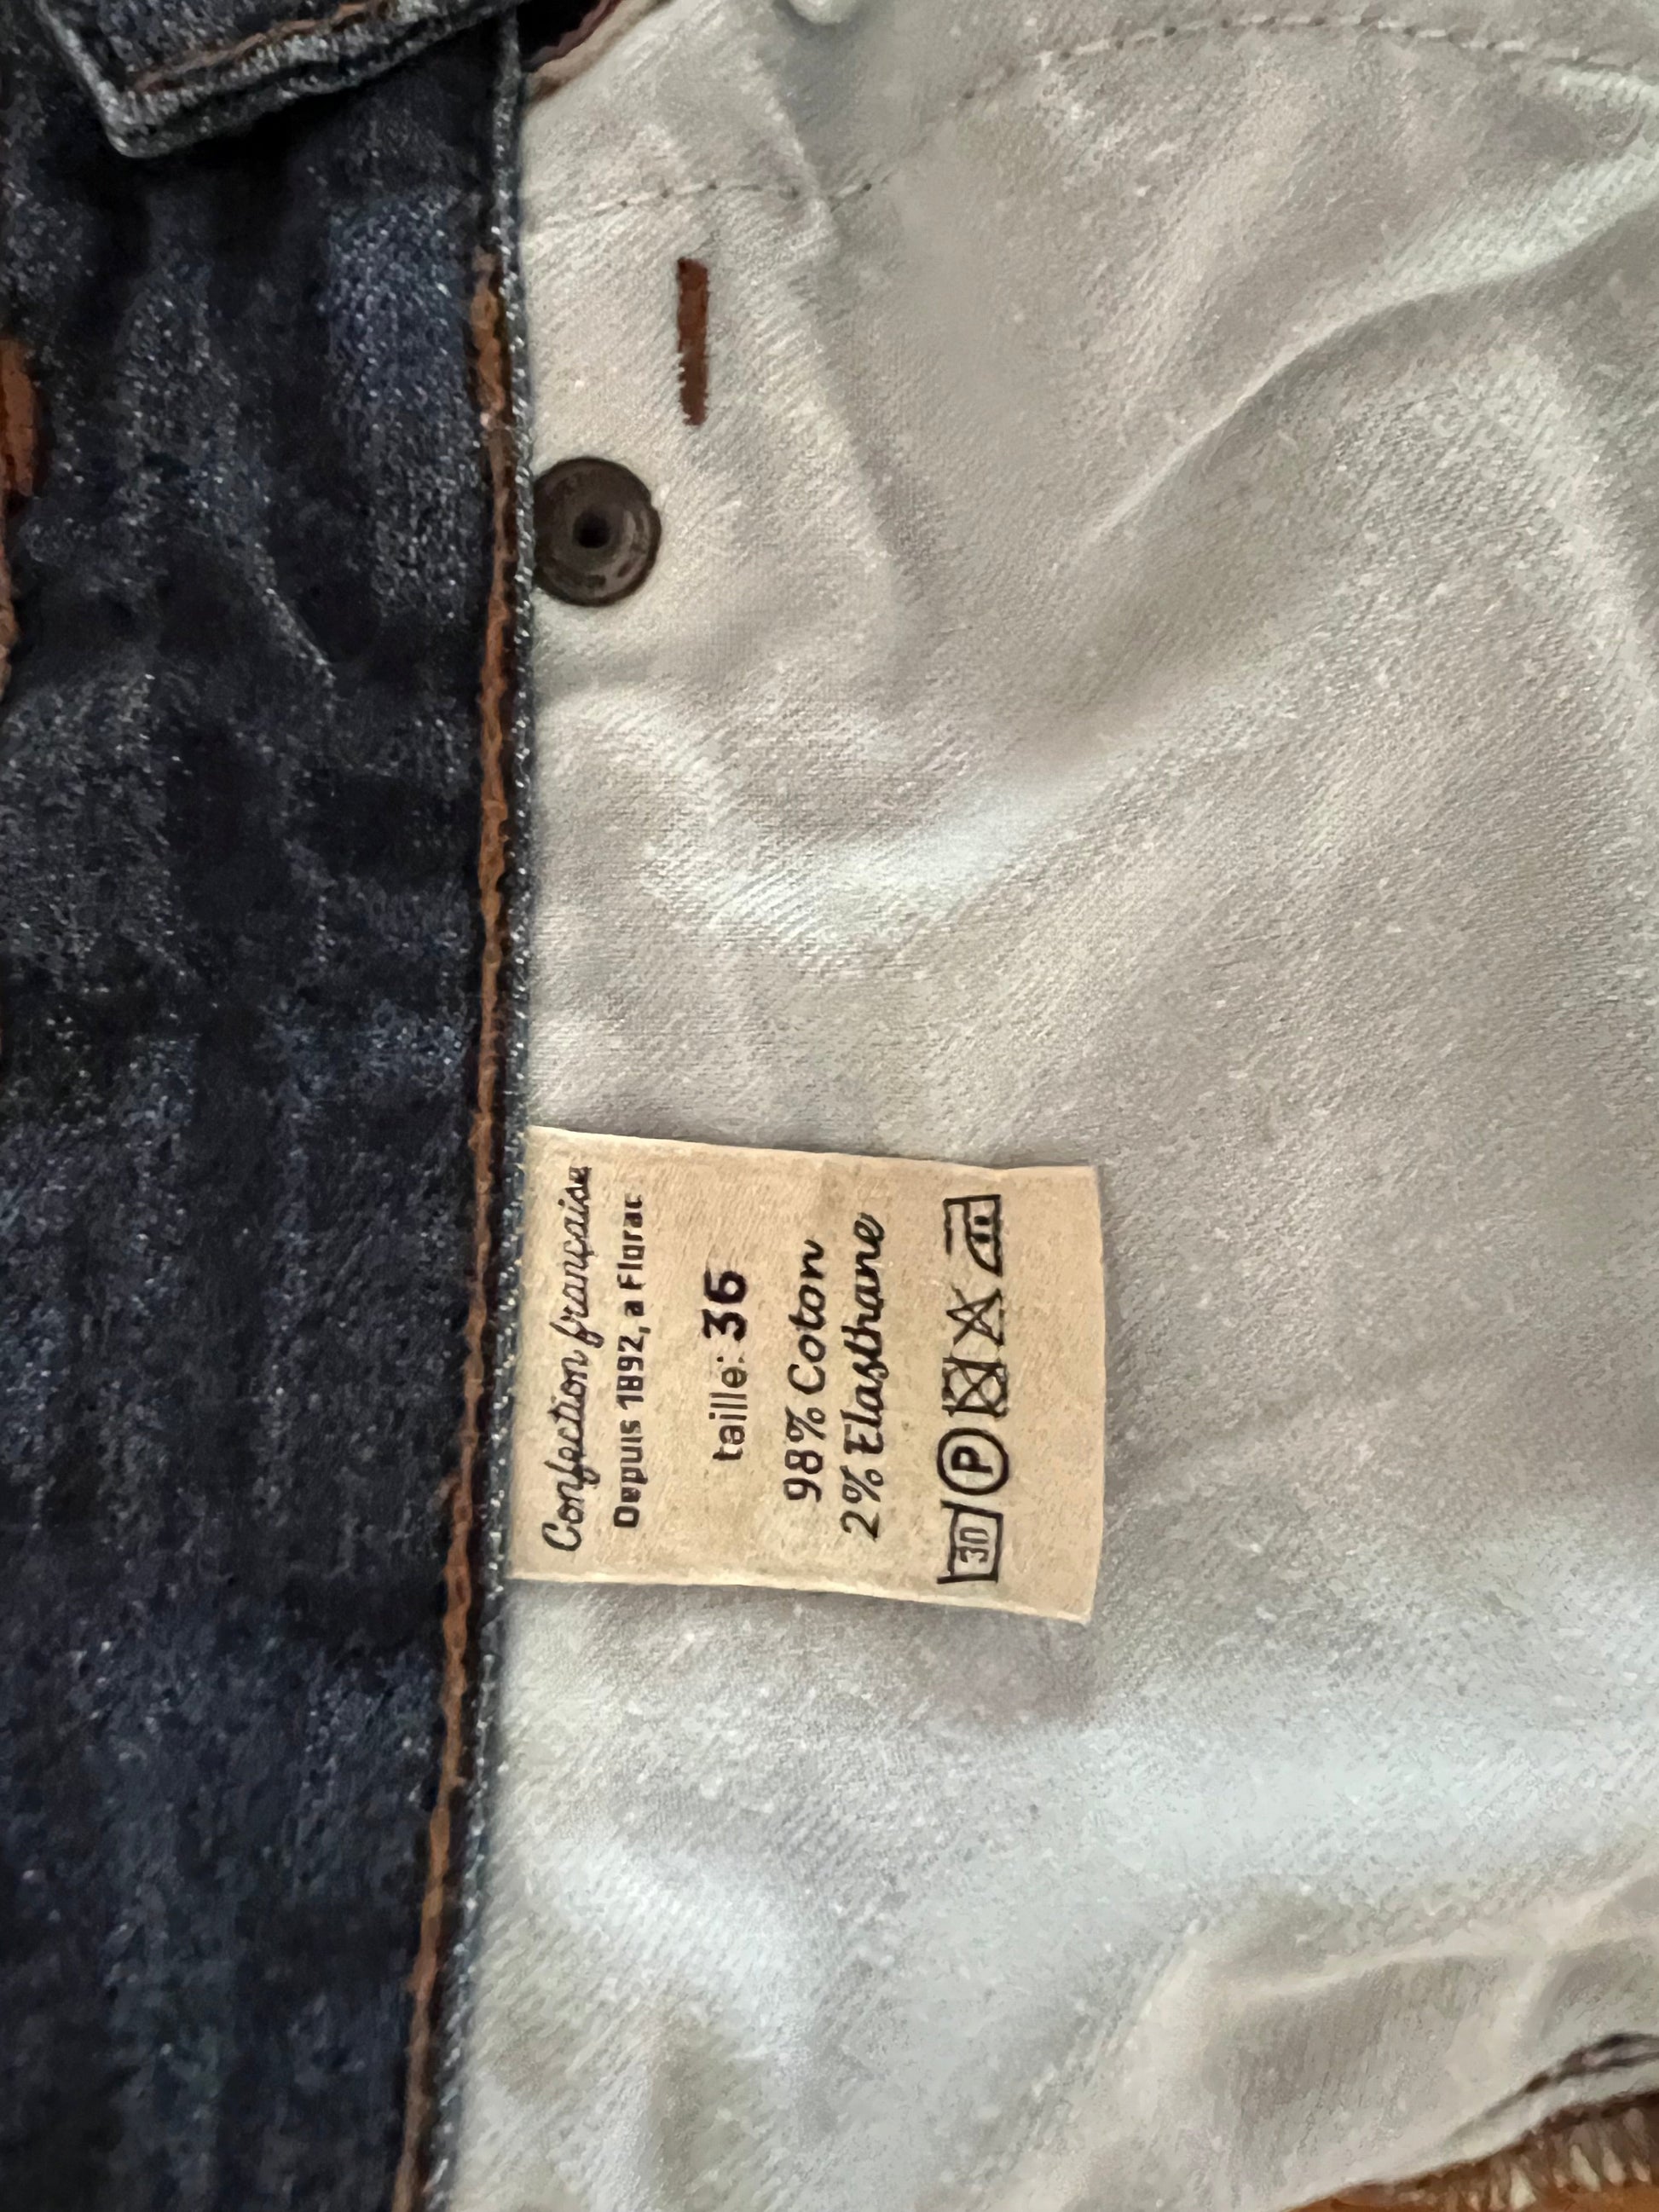 Confection française
Depuis 1892, a Florac
taille: 36
98% Coton
2% Elasthane
30 P